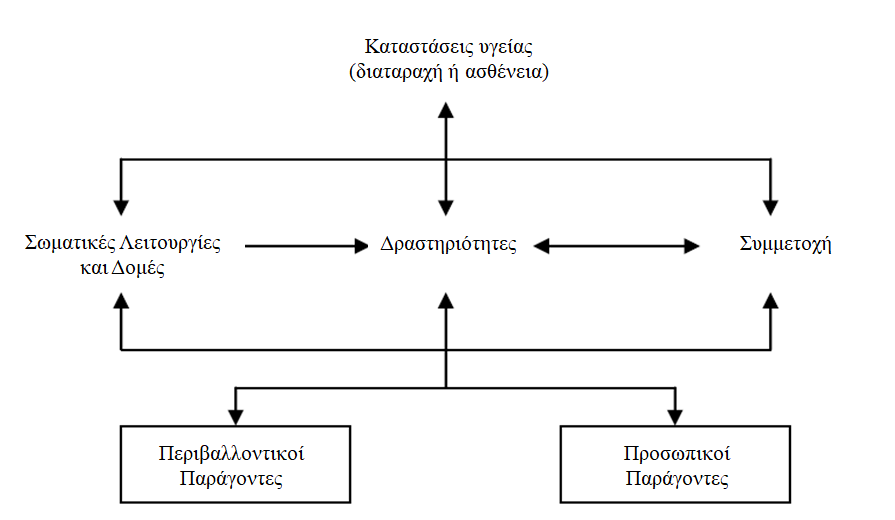 Καταστάσεις υγείας
(διαταραχή ή ασθένεια)
Σωματικές Λειτουργίες
και Δομές
Δραστηριότητες
Συμμετοχή
Περιβαλλοντικοί
Παράγοντες
Προσωπικοί
Παράγοντες